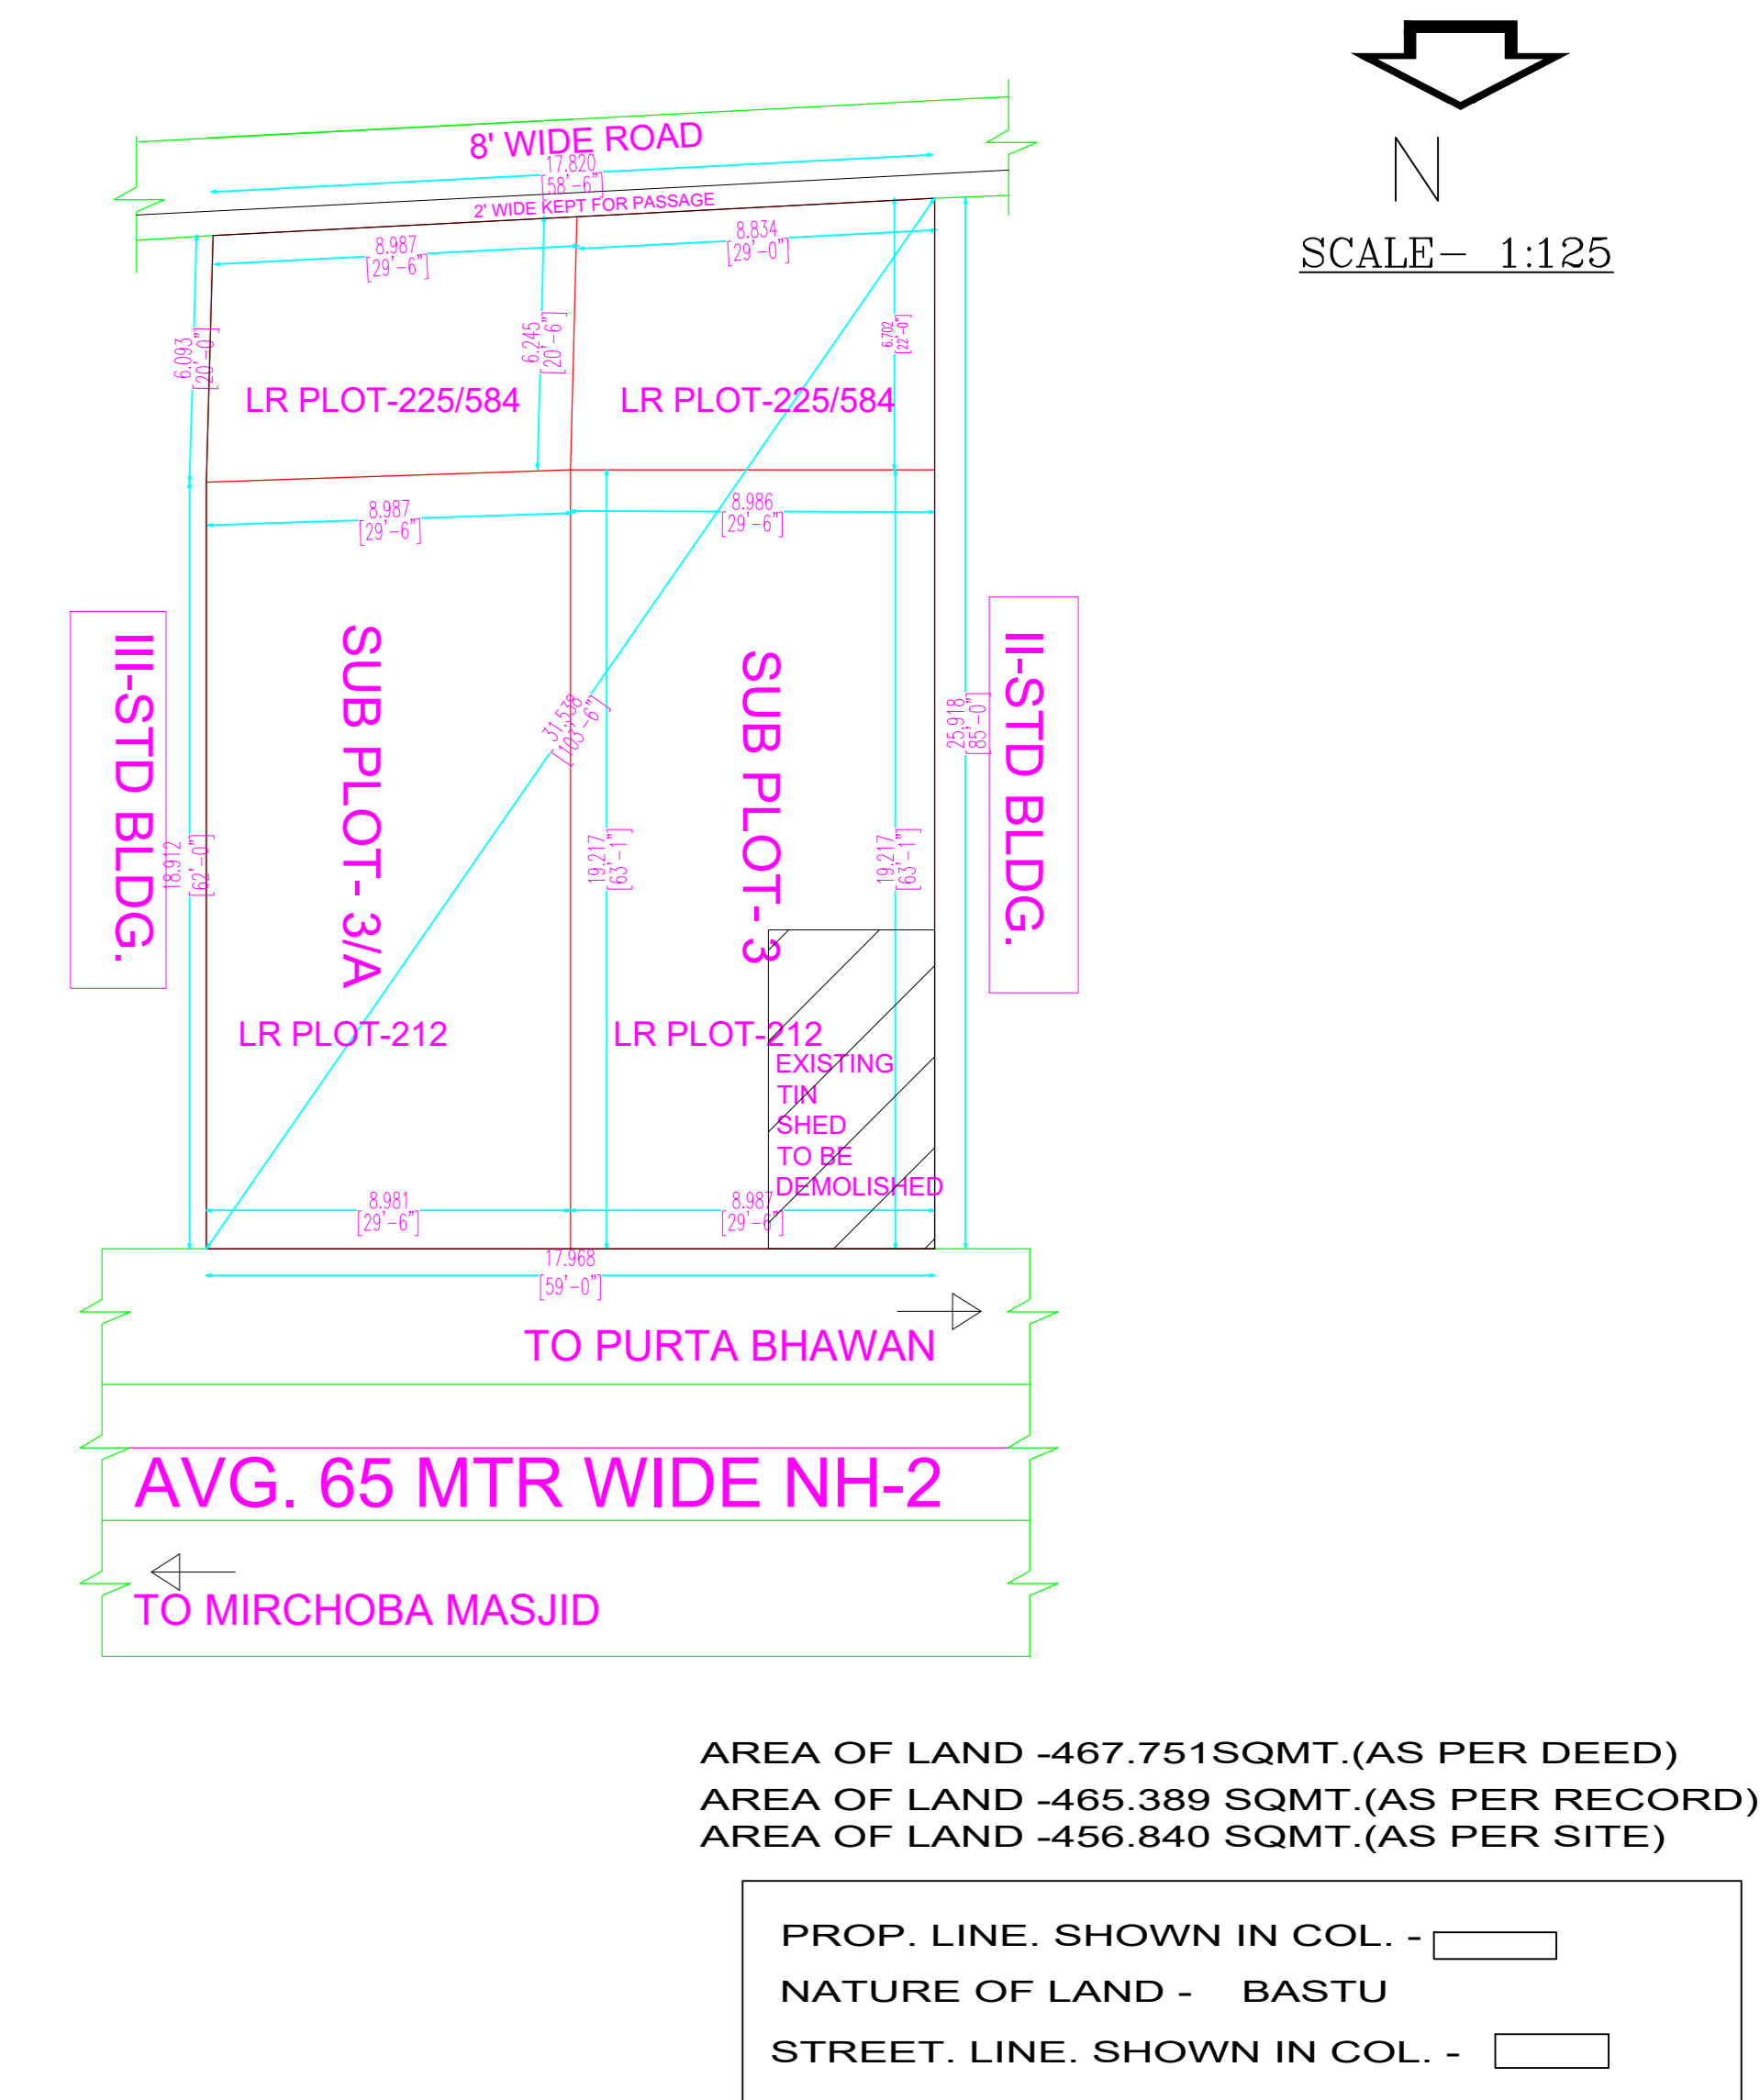 N
SCALE- 1:125
8' WIDE ROAD
17.820
[58'-6"]
2' WIDE KEPT FOR PASSAGE
8.987
[29'-6"]
8.834
[29'-0"]
6.093
[20'-0"]
6.245
[20'-6"]
6.702
[22'-0"]
LR PLOT-225/584
LR PLOT-225/584
8.987
[29'-6"]
8.986
[29'-6"]
III-STD BLDG.
SUB PLOT- 3/A
SUB PLOT- 3
II-STD BLDG.
31.538
[103'-6"]
25.918
[85'-0"]
18.912
[62'-0"]
19.217
[63'-1"]
19.217
[63'-1"]
LR PLOT-212
LR PLOT-212
EXISTING
TIN
SHED
TO BE
DEMOLISHED
8.981
[29'-6"]
8.987
[29'-6"]
17.968
[59'-0"]
TO PURTA BHAWAN
AVG. 65 MTR WIDE NH-2
TO MIRCHOBA MASJID
AREA OF LAND -467.751SQMT.(AS PER DEED)
AREA OF LAND -465.389 SQMT.(AS PER RECORD)
AREA OF LAND -456.840 SQMT.(AS PER SITE)
PROP. LINE. SHOWN IN COL. -
NATURE OF LAND - BASTU
STREET. LINE. SHOWN IN COL. -